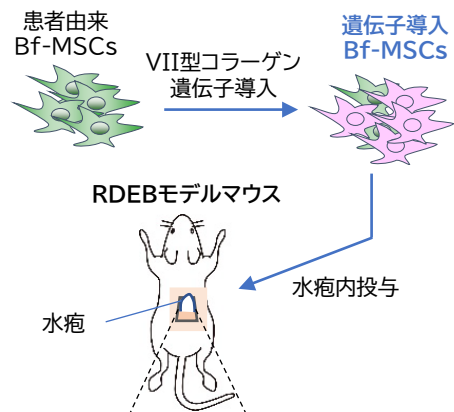 患者由来
Bf-MSCs
VII型コラーゲン
遺伝子導入
遺伝子導入
Bf-MSCs
RDEBモデルマウス
水疱内投与
水疱